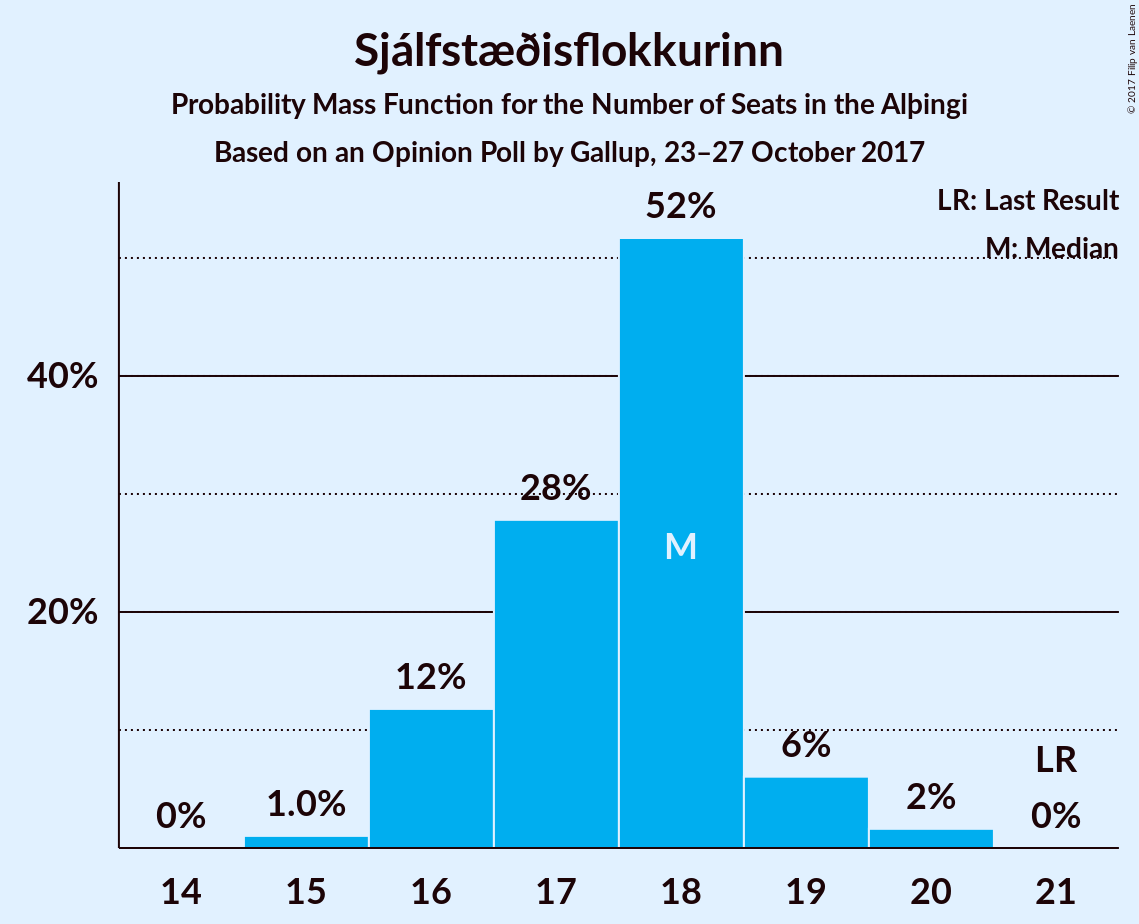 Sjálfstæðisflokkurinn
Probability Mass Function for the Number of Seats in the Alþingi
Based on an Opinion Poll by Gallup, 23–27 October 2017
© 2017 Filip van Laenen
LR: Last Result
M: Median
52%
40%
28%
M
20%
12%
6%
LR
0%
1.0%
2%
0%
14 15 16 17 18 19 20 21